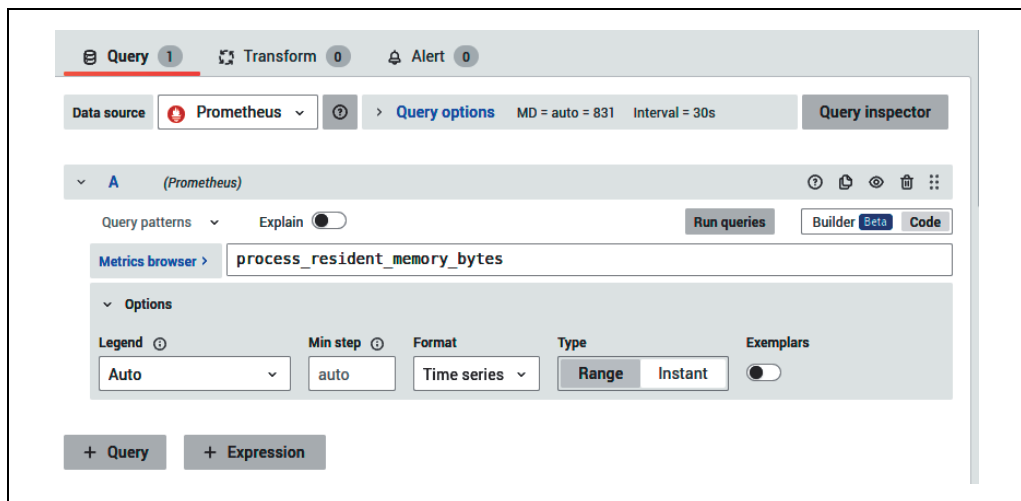 Query 1 Transform 0 Alert 0
Data source Prometheus > Query options MD = auto = 831 Interval = 30s Query inspector
A (Prometheus)
Query patterns Explain Run queries Builder Beta Code
Metrics browser > process_resident_memory_bytes
Options
Legend Min step Format Type Exemplars
Auto auto Time series Range Instant
+ Query + Expression